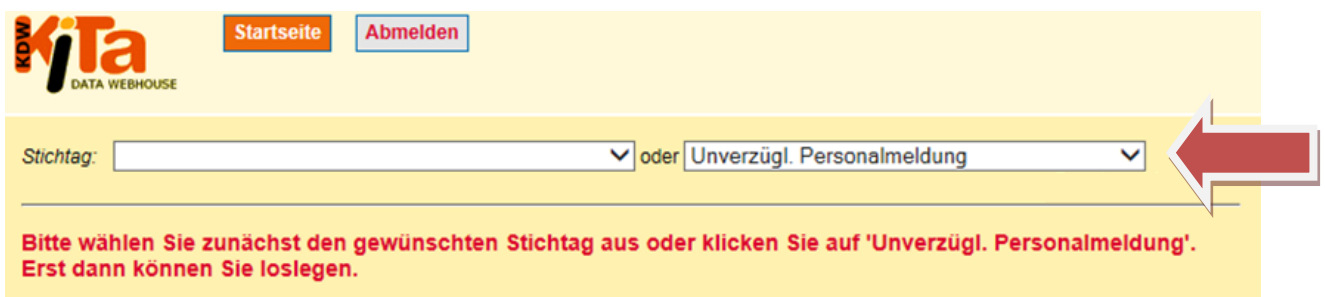 KDW KiTa
DATA WEBHOUSE
Startseite Abmelden
Stichtag: oder Unverzügl. Personalmeldung
Bitte wählen Sie zunächst den gewünschten Stichtag aus oder klicken Sie auf 'Unverzügl. Personalmeldung'.
Erst dann können Sie loslegen.